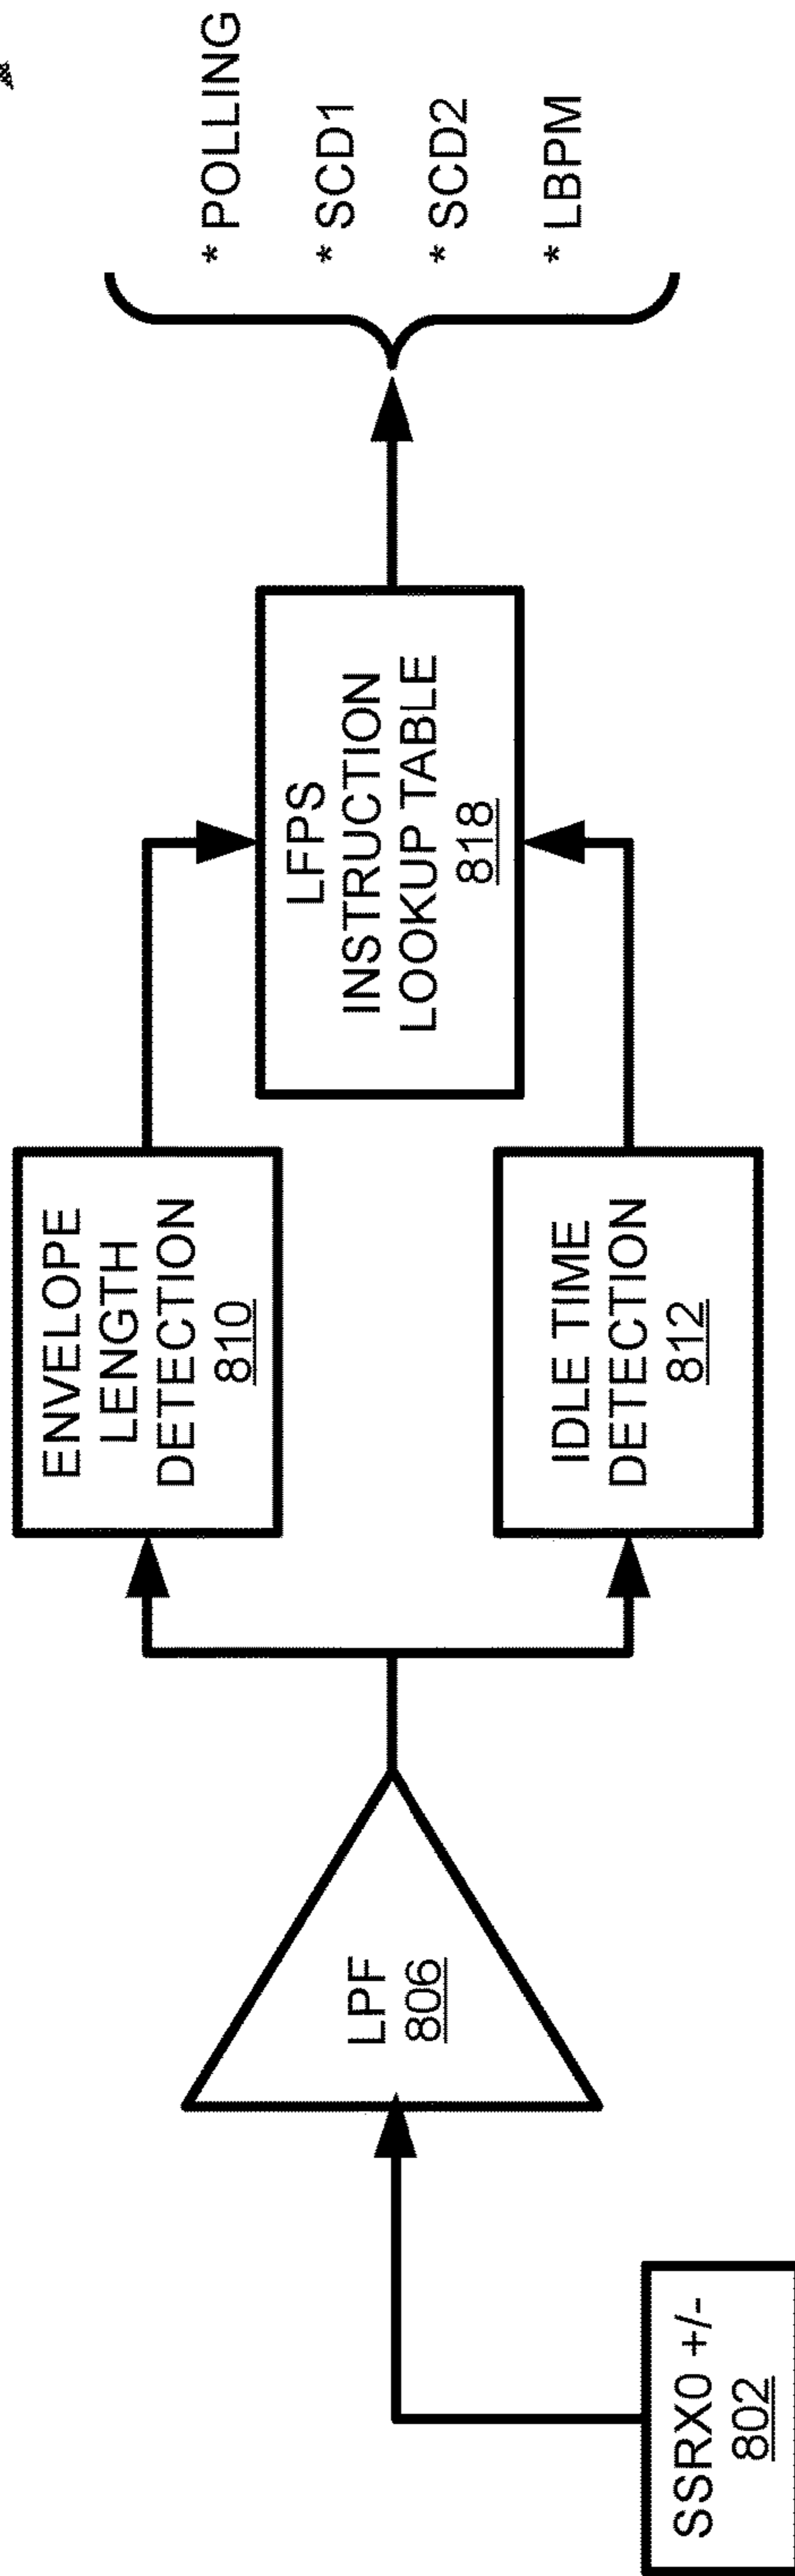 SSRX0 +/-
802
LPF
806
ENVELOPE
LENGTH
DETECTION
810
IDLE TIME
DETECTION
812
LFPS
INSTRUCTION
LOOKUP TABLE
818
* POLLING
* SCD1
* SCD2
* LBPM